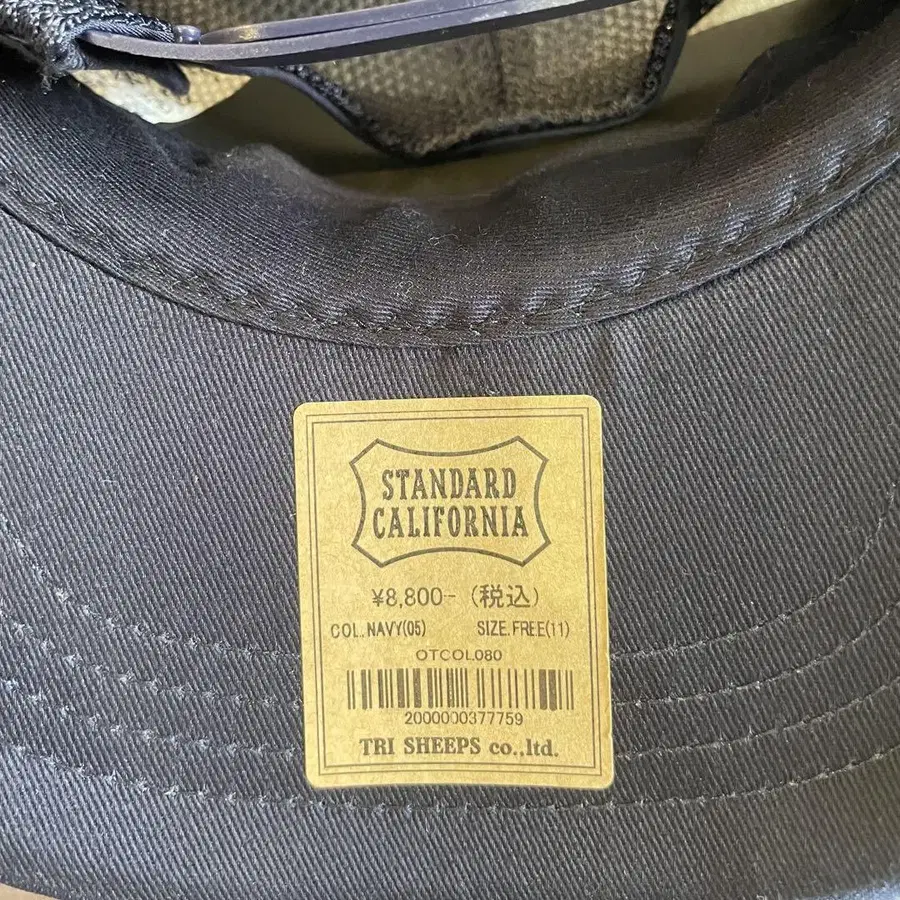 STANDARD
CALIFORNIA
¥8,800- (税込)
COL..NAVY(05) SIZE.FREE(11)
OTCOL080
2000000377759
TRI SHEEPS co.,ltd.